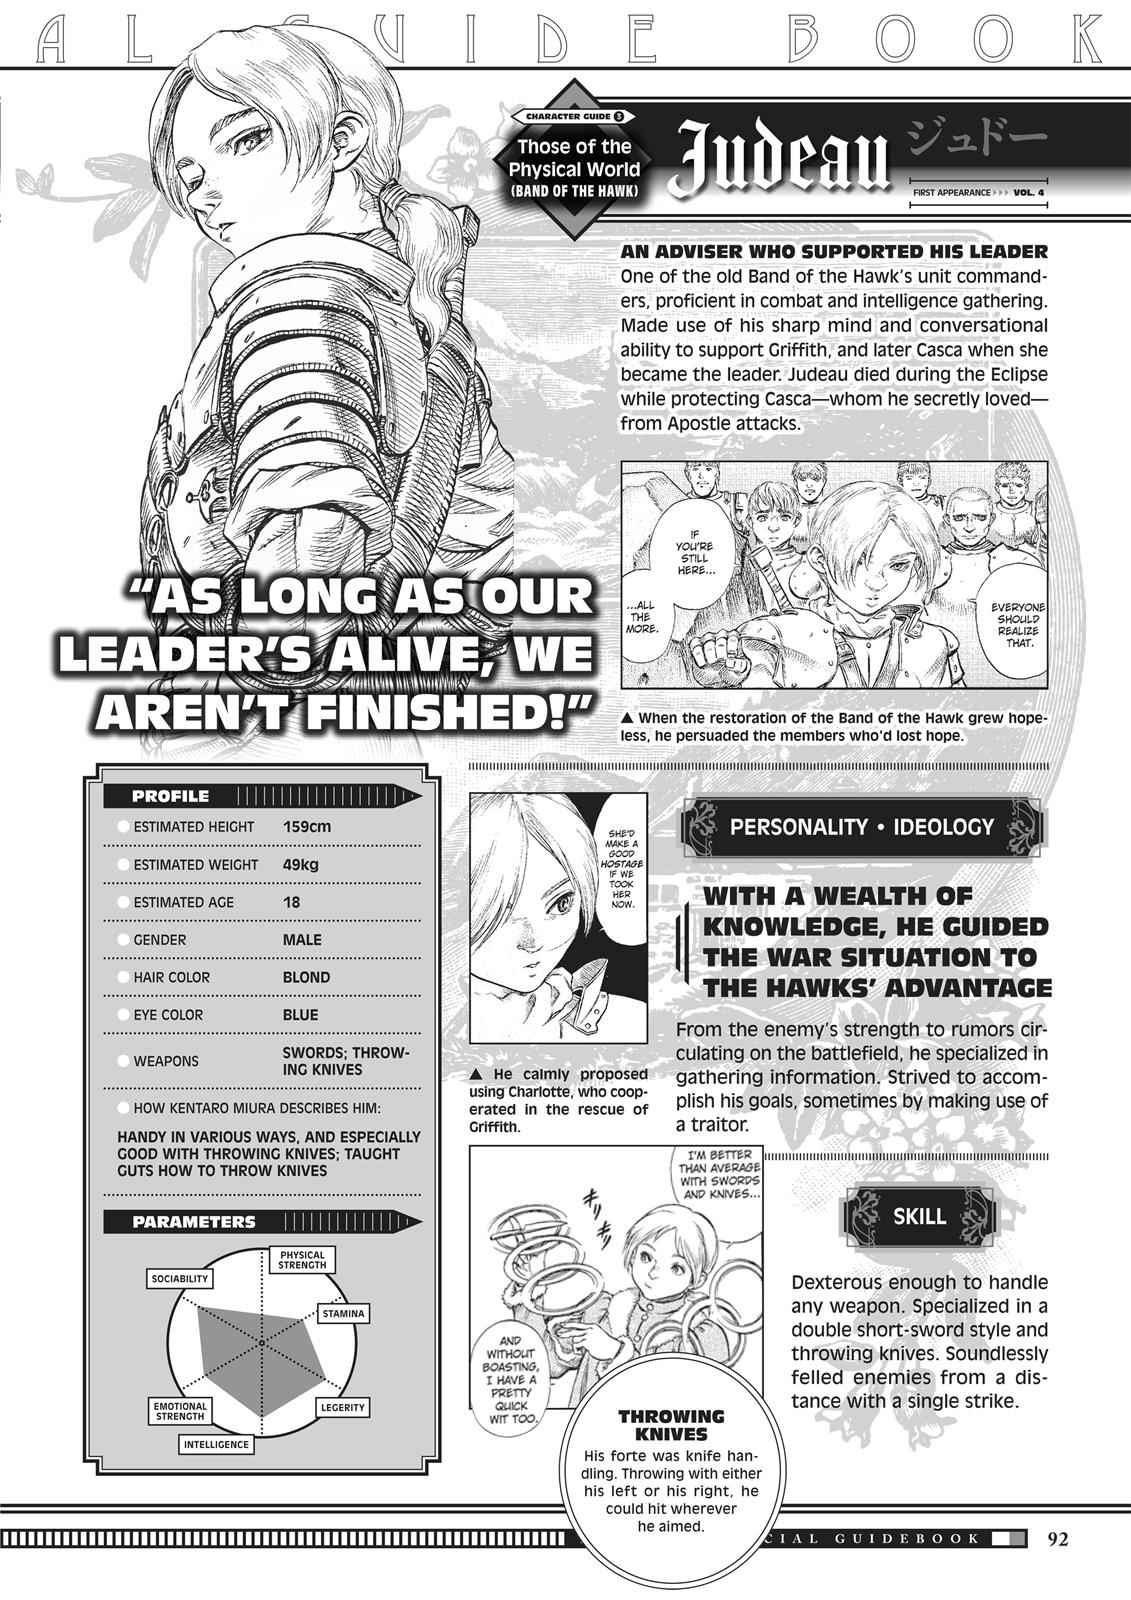 AL GUIDE BOOK
CHARACTER GUIDE 3
Those of the
Physical World
(BAND OF THE HAWK)
Judeau
ジュドー
FIRST APPEARANCE ▷▷▷ VOL. 4
AN ADVISER WHO SUPPORTED HIS LEADER
One of the old Band of the Hawk's unit command-
ers, proficient in combat and intelligence gathering.
Made use of his sharp mind and conversational
ability to support Griffith, and later Casca when she
became the leader. Judeau died during the Eclipse
while protecting Casca—whom he secretly loved—
from Apostle attacks.
IF
YOU'RE
STILL
HERE...
...ALL
THE
MORE.
EVERYONE
SHOULD
REALIZE
THAT.
▲ When the restoration of the Band of the Hawk grew hope-
less, he persuaded the members who'd lost hope.
"AS LONG AS OUR
LEADER'S ALIVE, WE
AREN'T FINISHED!"
PROFILE
ESTIMATED HEIGHT 159cm
ESTIMATED WEIGHT 49kg
ESTIMATED AGE 18
GENDER MALE
HAIR COLOR BLOND
EYE COLOR BLUE
WEAPONS SWORDS; THROW-
ING KNIVES
HOW KENTARO MIURA DESCRIBES HIM:
HANDY IN VARIOUS WAYS, AND ESPECIALLY
GOOD WITH THROWING KNIVES; TAUGHT
GUTS HOW TO THROW KNIVES
PARAMETERS
PHYSICAL
STRENGTH
SOCIABILITY
STAMINA
EMOTIONAL
STRENGTH
LEGERITY
INTELLIGENCE
SHE'D
MAKE A
GOOD
HOSTAGE
IF WE
TOOK
HER
NOW.
▲ He calmly proposed
using Charlotte, who coop-
erated in the rescue of
Griffith.
PERSONALITY • IDEOLOGY
WITH A WEALTH OF
KNOWLEDGE, HE GUIDED
THE WAR SITUATION TO
THE HAWKS' ADVANTAGE
From the enemy's strength to rumors cir-
culating on the battlefield, he specialized in
gathering information. Strived to accom-
plish his goals, sometimes by making use of
a traitor.
I'M BETTER
THAN AVERAGE
WITH SWORDS
AND KNIVES...
キッ
キッ
AND
WITHOUT
BOASTING,
I HAVE A
PRETTY
QUICK
WIT TOO.
SKILL
Dexterous enough to handle
any weapon. Specialized in a
double short-sword style and
throwing knives. Soundlessly
felled enemies from a dis-
tance with a single strike.
THROWING
KNIVES
His forte was knife han-
dling. Throwing with either
his left or his right, he
could hit wherever
he aimed.
CIAL GUIDEBOOK
92